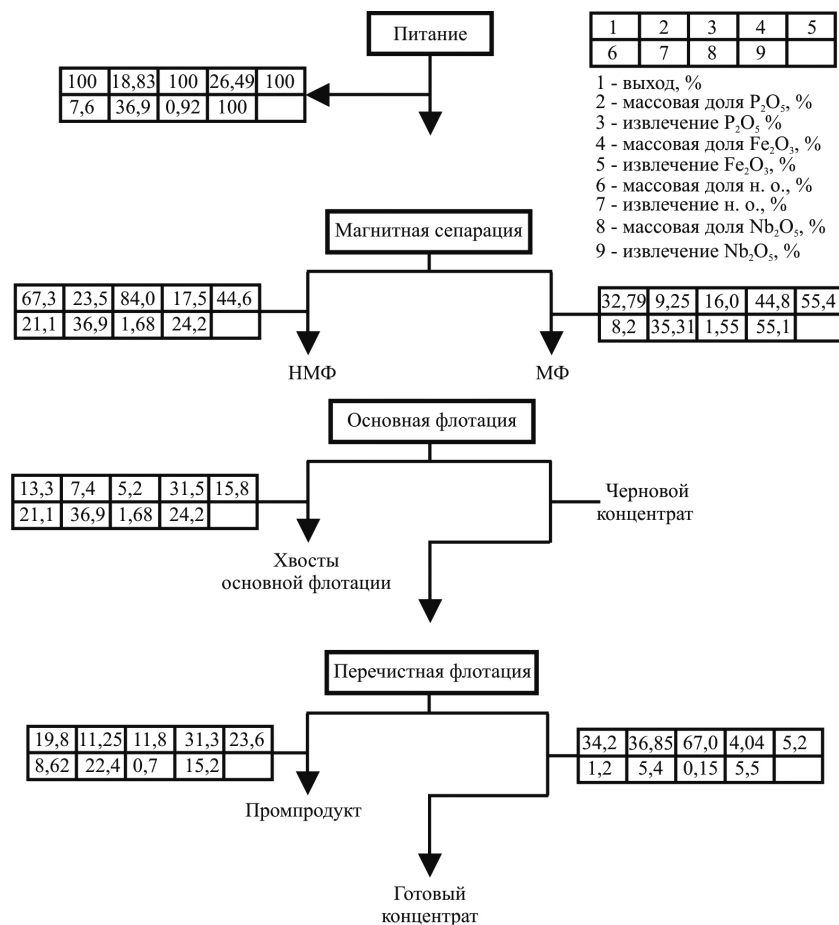 Питание
100 18,83 100 26,49 100
7,6 36,9 0,92 100
1 2 3 4 5
6 7 8 9
1 - выход, %
2 - массовая доля P₂O₅, %
3 - извлечение P₂O₅ %
4 - массовая доля Fe₂O₃, %
5 - извлечение Fe₂O₃, %
6 - массовая доля н. о., %
7 - извлечение н. о., %
8 - массовая доля Nb₂O₅, %
9 - извлечение Nb₂O₅, %
Магнитная сепарация
67,3 23,5 84,0 17,5 44,6
21,1 36,9 1,68 24,2
32,79 9,25 16,0 44,8 55,4
8,2 35,31 1,55 55,1
НМФ
МФ
Основная флотация
13,3 7,4 5,2 31,5 15,8
21,1 36,9 1,68 24,2
Черновой
концентрат
Хвосты
основной флотации
Перечистная флотация
19,8 11,25 11,8 31,3 23,6
8,62 22,4 0,7 15,2
34,2 36,85 67,0 4,04 5,2
1,2 5,4 0,15 5,5
Промпродукт
Готовый
концентрат